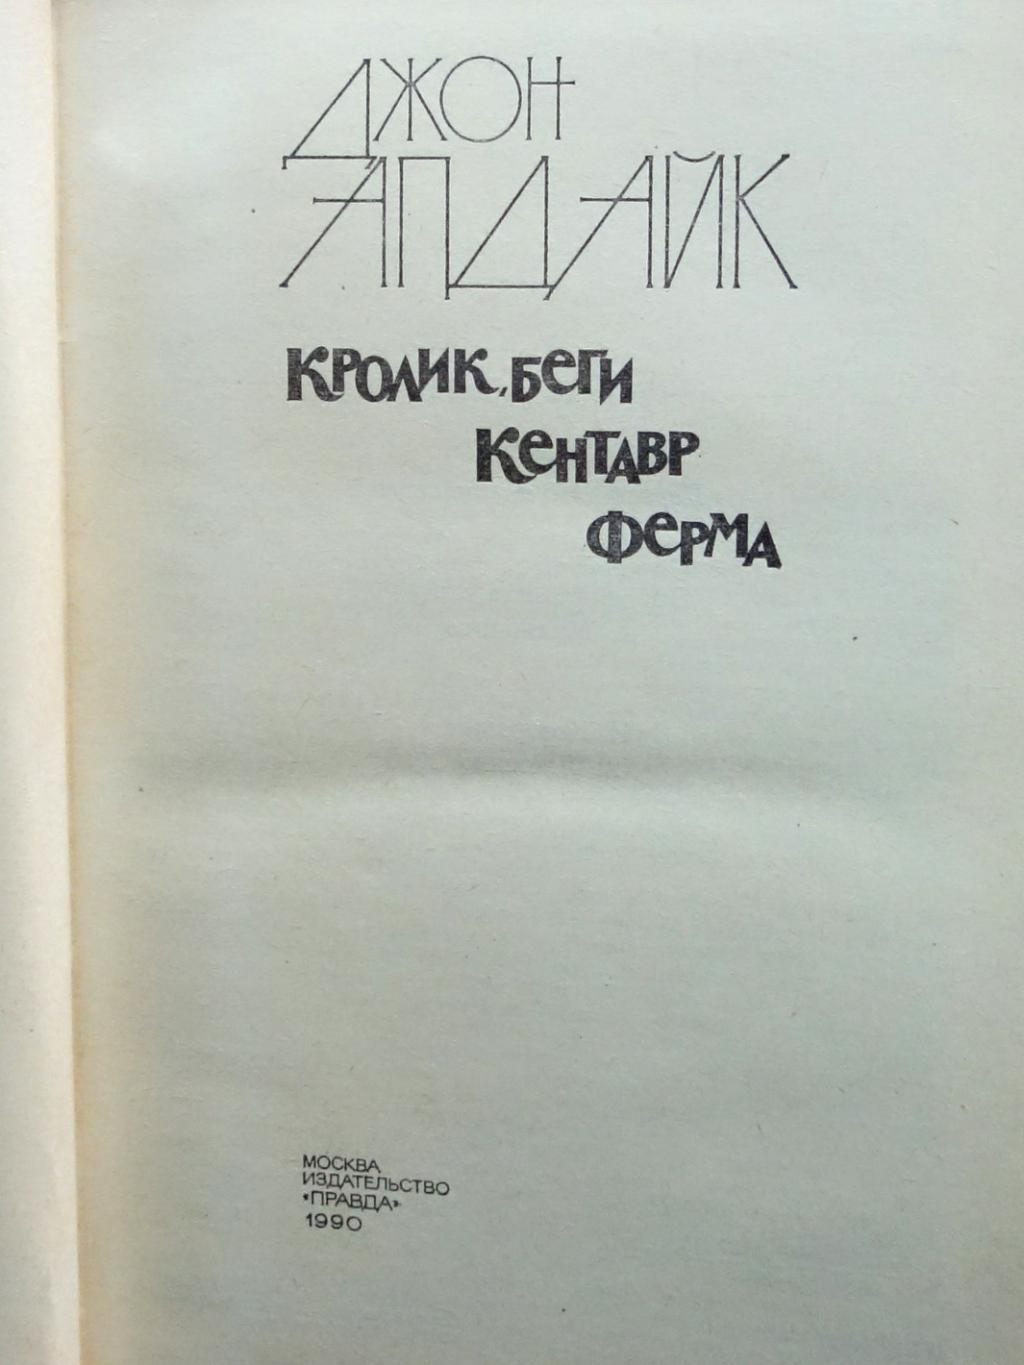 ДЖОН
АПДАЙК
КРОЛИК, БЕГИ
КЕНТАВР
ФЕРМА
МОСКВА
ИЗДАТЕЛЬСТВО
«ПРАВДА»
1990